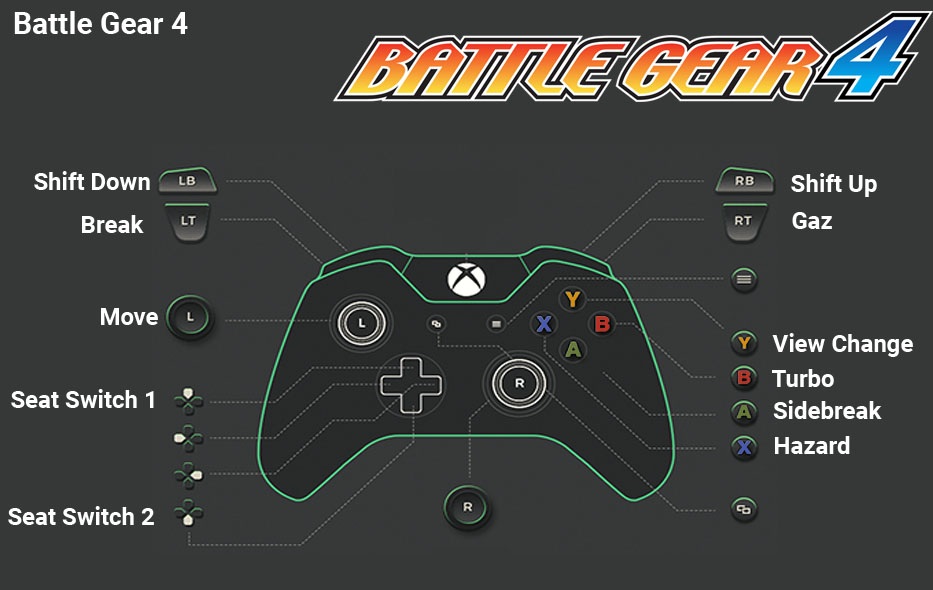 Battle Gear 4
BATTLE GEAR 4
Shift Down
LB
RB
Shift Up
Break
LT
RT
Gaz
Move
L
L
Y
X
B
A
Y
View Change
B
Turbo
R
Seat Switch 1
A
Sidebreak
X
Hazard
Seat Switch 2
R